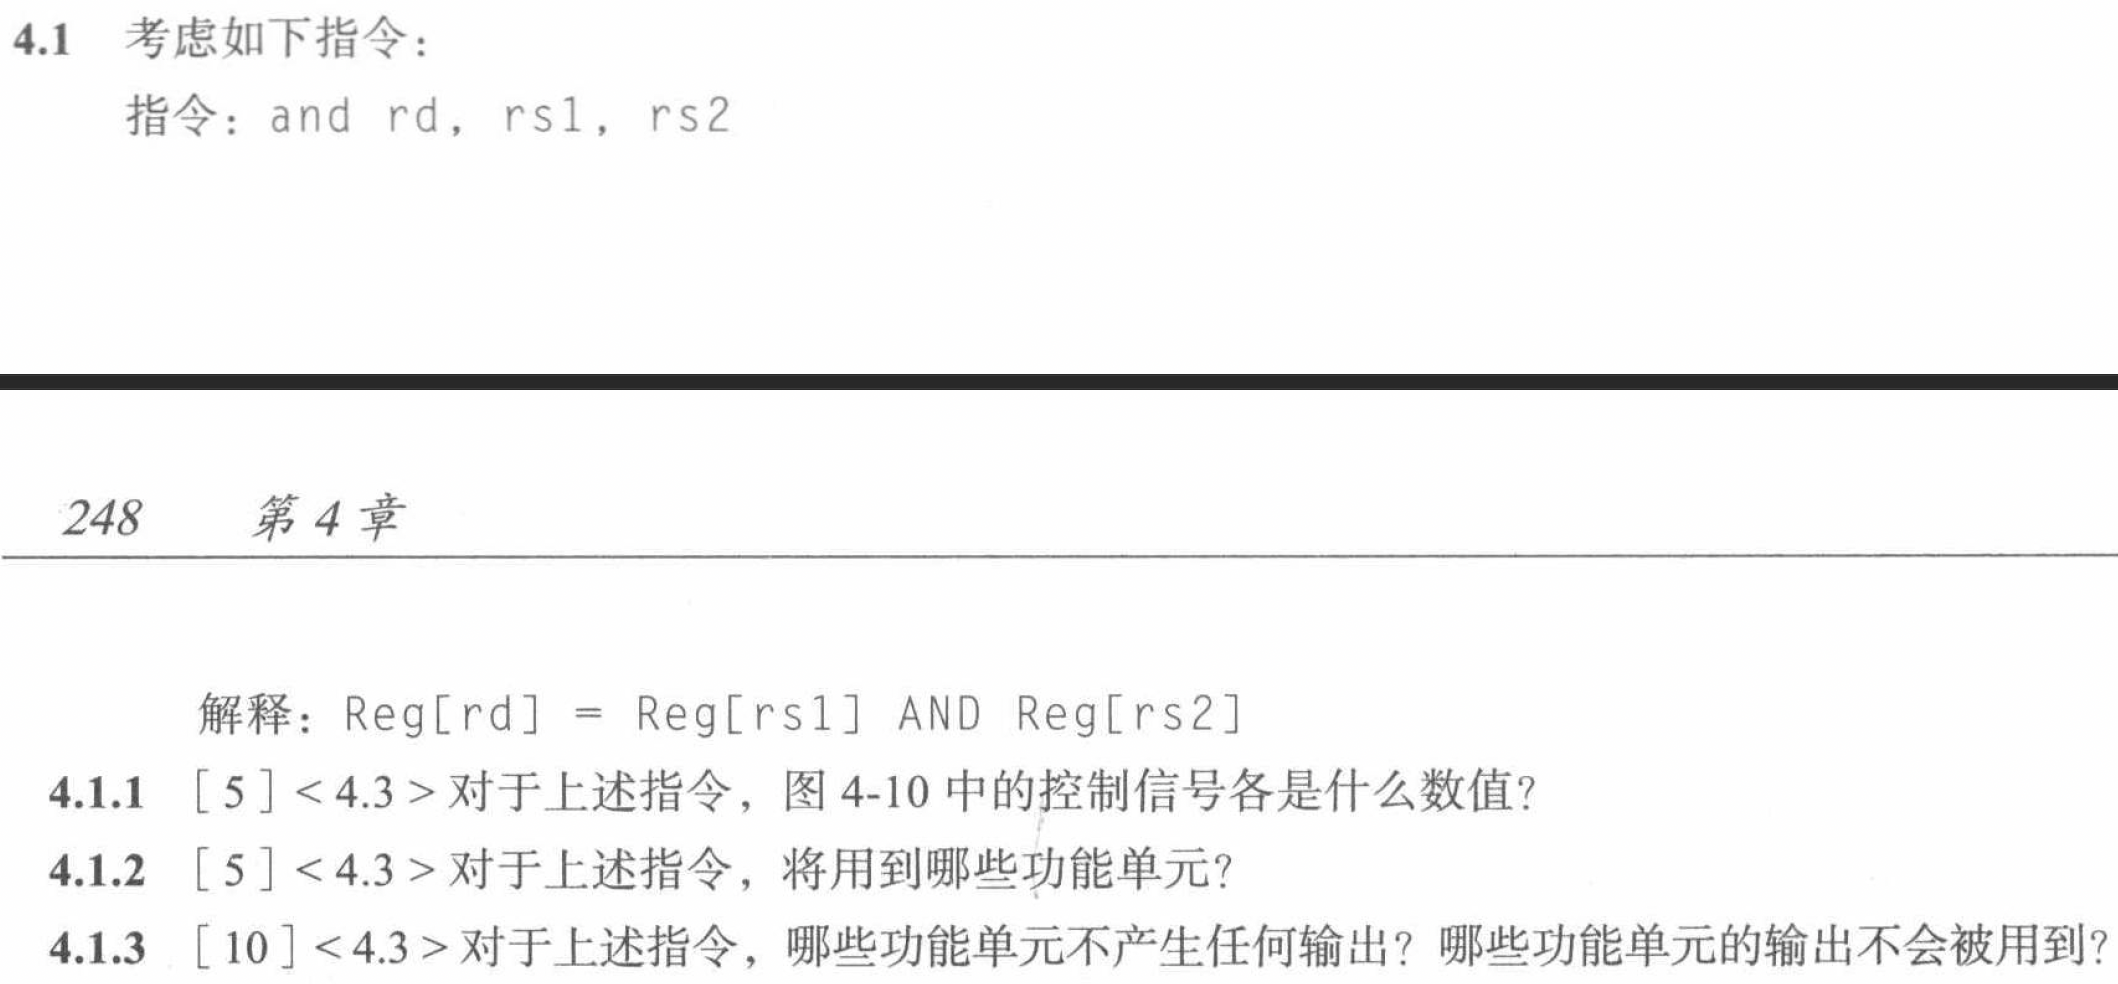 4.1 考虑如下指令：
指令：and rd, rs1, rs2
248 第 4 章
解释：Reg[rd] = Reg[rs1] AND Reg[rs2]
4.1.1 [ 5 ] < 4.3 > 对于上述指令，图 4-10 中的控制信号各是什么数值？
4.1.2 [ 5 ] < 4.3 > 对于上述指令，将用到哪些功能单元？
4.1.3 [ 10 ] < 4.3 > 对于上述指令，哪些功能单元不产生任何输出？哪些功能单元的输出不会被用到？